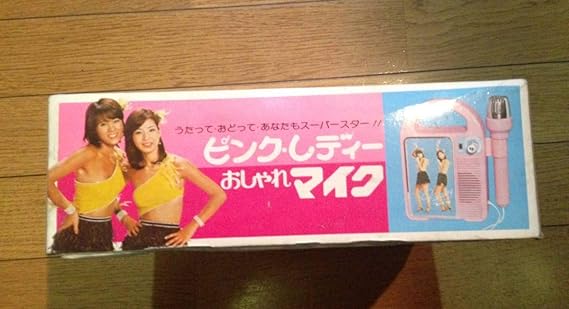 うたって・おどって・あなたもスーパースター!!
ピンク・レディー
おしゃれマイク